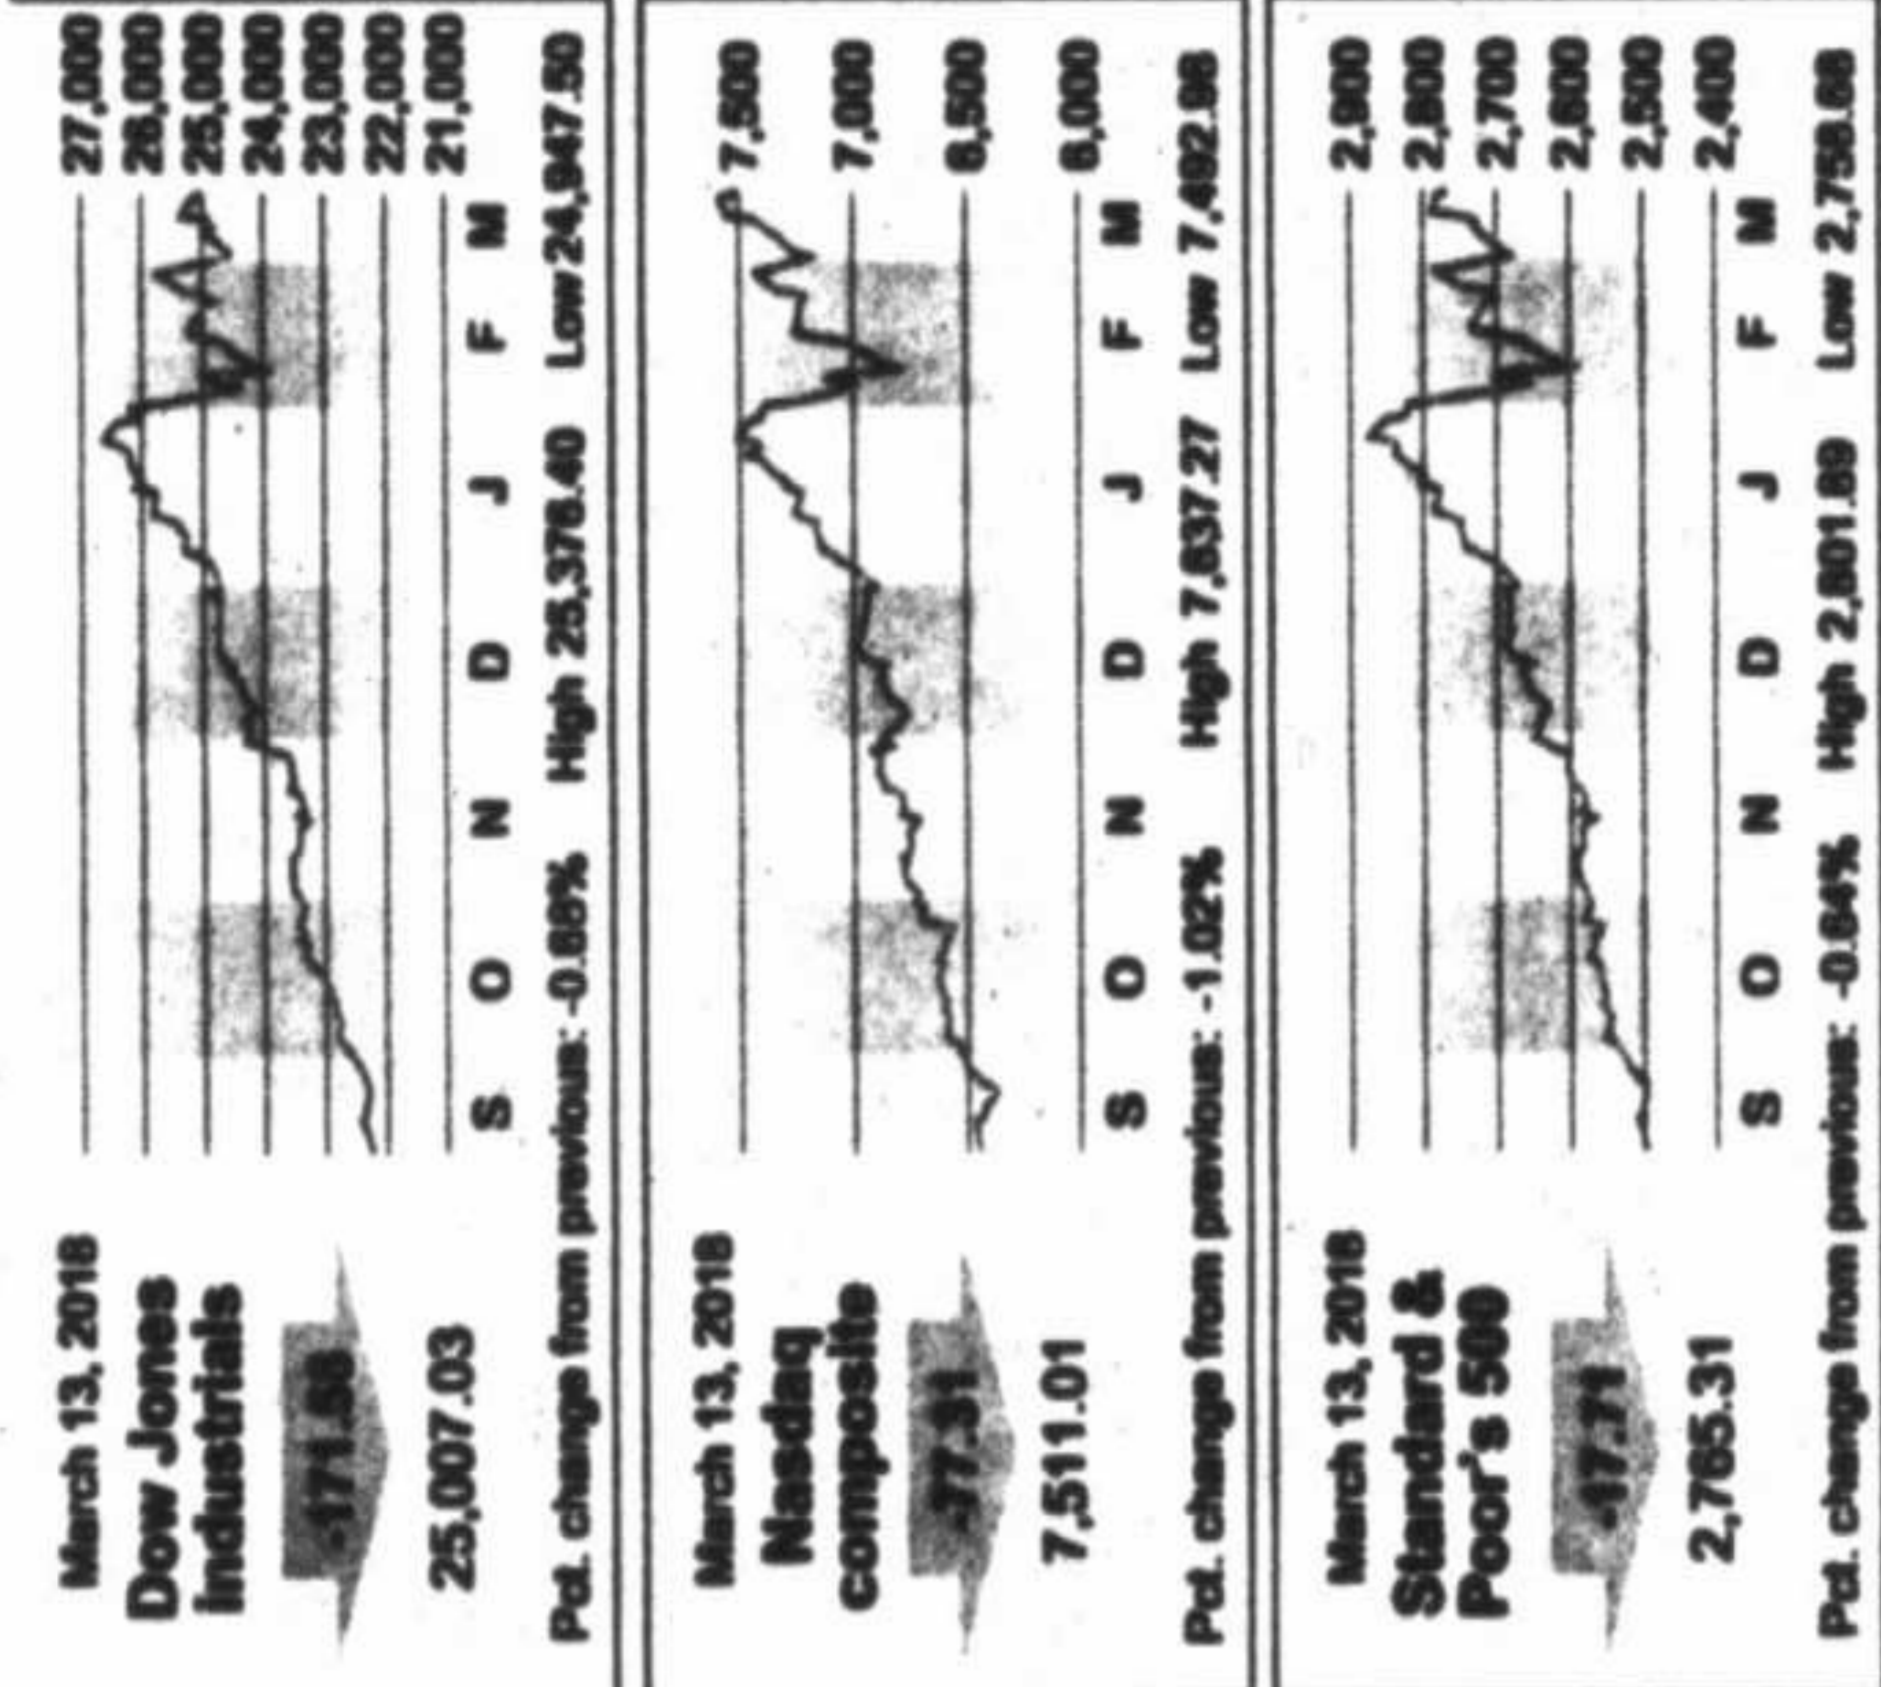 March 13, 2018
Dow Jones
industrials
-171.58
25,007.03
27,000
26,000
25,000
24,000
23,000
22,000
21,000
S O N D J F M
Pct. change from previous: -0.68% High 25,376.40 Low 24,947.50
March 13, 2018
Nasdaq
composite
-77.31
7,511.01
7,500
7,000
6,500
6,000
S O N D J F M
Pct. change from previous: -1.02% High 7,637.27 Low 7,492.98
March 13, 2018
Standard &
Poor's 500
-17.71
2,765.31
2,900
2,800
2,700
2,600
2,500
2,400
S O N D J F M
Pct. change from previous: -0.64% High 2,801.69 Low 2,758.68